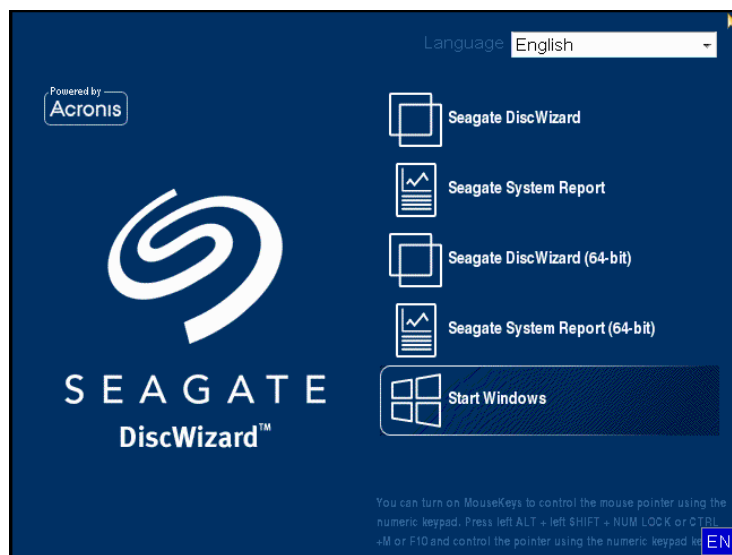 Language English
Powered by
Acronis
Seagate DiscWizard
Seagate System Report
Seagate DiscWizard (64-bit)
Seagate System Report (64-bit)
Start Windows
SEAGATE
DiscWizard™
You can turn on MouseKeys to control the mouse pointer using the
numeric keypad. Press left ALT + left SHIFT + NUM LOCK or CTRL
+M or F10 and control the pointer using the numeric keypad
EN